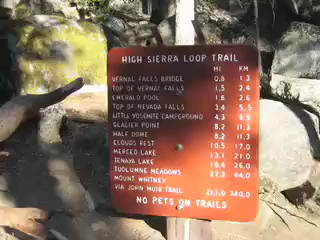 HIGH SIERRA LOOP TRAIL
MI. KM
VERNAL FALLS BRIDGE 0.8 1.3
TOP OF VERNAL FALLS 1.5 2.4
EMERALD POOL 1.6 2.6
TOP OF NEVADA FALLS 3.4 5.5
LITTLE YOSEMITE CAMPGROUND 4.3 6.9
GLACIER POINT 8.2 11.3
HALF DOME 8.2 11.3
CLOUDS REST 10.5 17.0
MERCED LAKE 13.1 21.0
TENAYA LAKE 16.4 26.0
TUOLUMNE MEADOWS 27.3 44.0
MOUNT WHITNEY
VIA JOHN MUIR TRAIL 211.0 340.0
NO PETS ON TRAILS